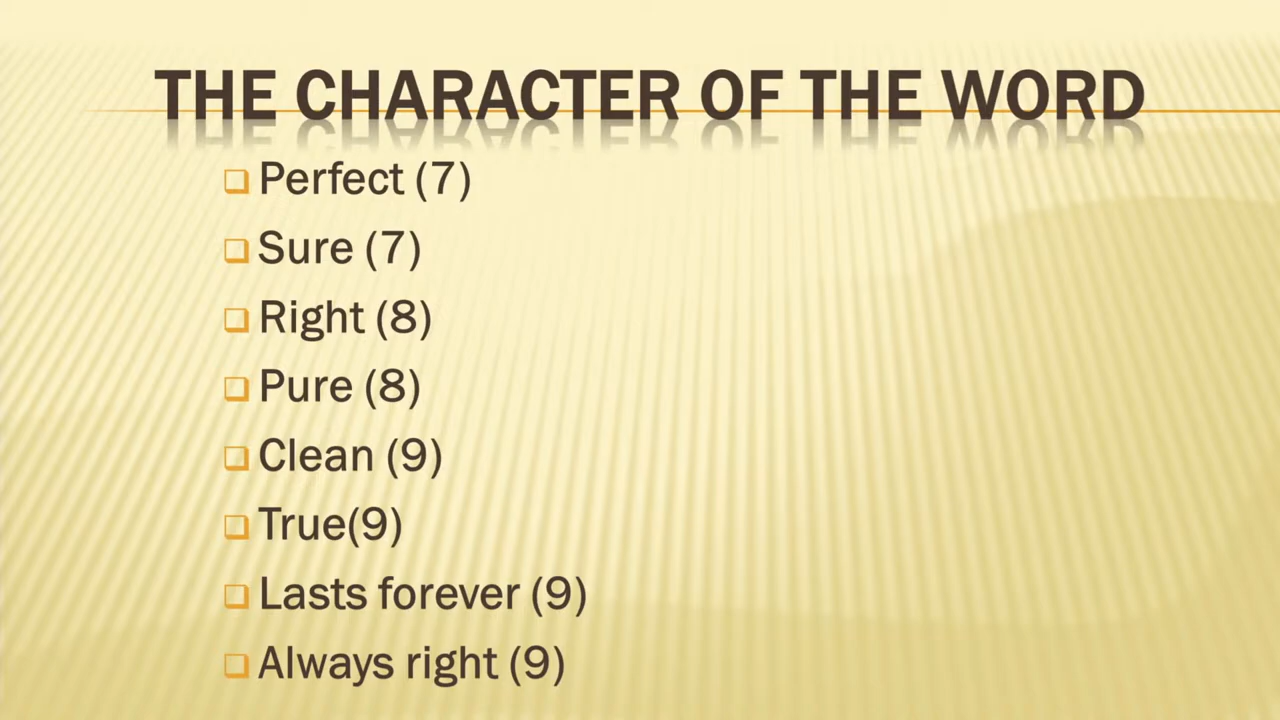 THE CHARACTER OF THE WORD
Perfect (7)
Sure (7)
Right (8)
Pure (8)
Clean (9)
True(9)
Lasts forever (9)
Always right (9)